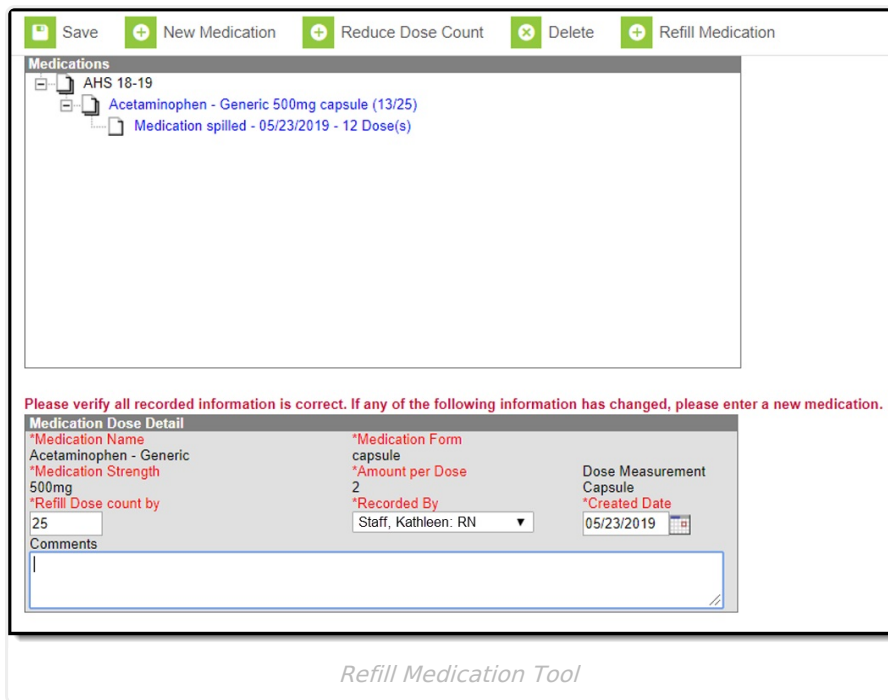 Save New Medication Reduce Dose Count Delete Refill Medication
Medications
AHS 18-19
Acetaminophen - Generic 500mg capsule (13/25)
Medication spilled - 05/23/2019 - 12 Dose(s)
Please verify all recorded information is correct. If any of the following information has changed, please enter a new medication.
Medication Dose Detail
*Medication Name *Medication Form
Acetaminophen - Generic capsule
*Medication Strength *Amount per Dose Dose Measurement
500mg 2 Capsule
*Refill Dose count by *Recorded By *Created Date
25 Staff, Kathleen: RN 05/23/2019
Comments
Refill Medication Tool